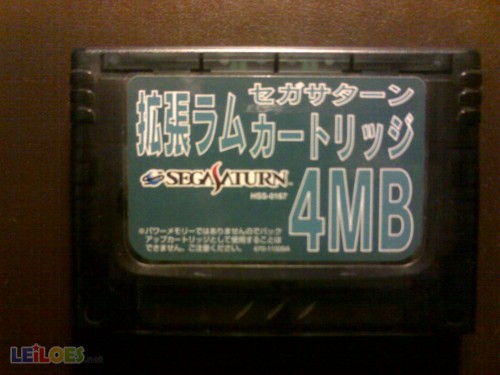 セガサターン
拡張ラムカートリッジ
SEGA SATURN™
HSS-0167
4MB
※パワーメモリーではありませんのでバック
アップカートリッジとして使用することは
できません。ご注意ください。
LEiLOES.net